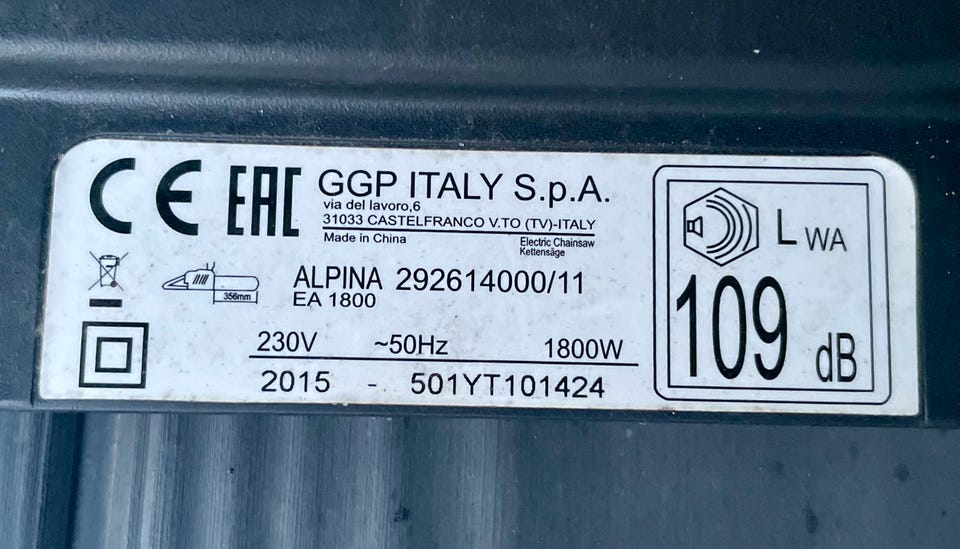 CE EAC GGP ITALY S.p.A.
via del lavoro,6
31033 CASTELFRANCO V.TO (TV)-ITALY
Made in China
Electric Chainsaw
Kettensäge
356mm
ALPINA 292614000/11
EA 1800
230V ~50Hz 1800W
2015 - 501YT101424
LWA
109 dB